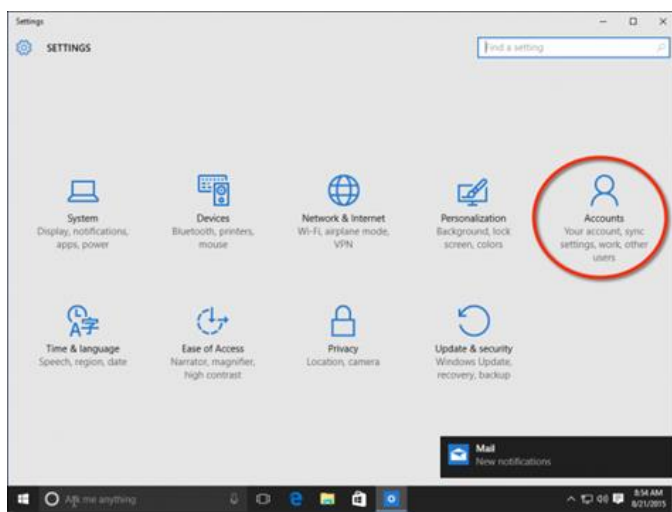 Settings
SETTINGS
Find a setting
System
Display, notifications,
apps, power
Devices
Bluetooth, printers,
mouse
Network & Internet
Wi-Fi, airplane mode,
VPN
Personalization
Background, lock
screen, colors
Accounts
Your account, sync
settings, work, other
users
Time & language
Speech, region, date
Ease of Access
Narrator, magnifier,
high contrast
Privacy
Location, camera
Update & security
Windows Update,
recovery, backup
Mail
New notifications
Ask me anything
8:54 AM
8/21/2015